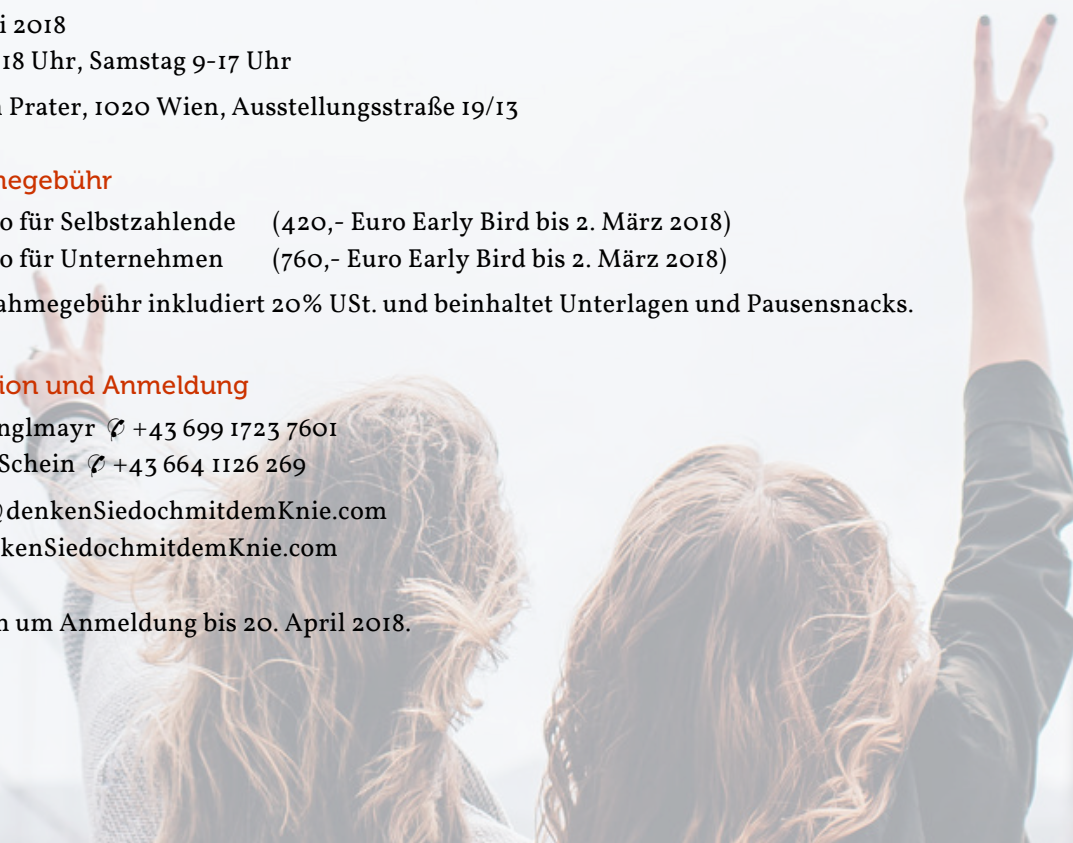 i 2018
18 Uhr, Samstag 9-17 Uhr
n Prater, 1020 Wien, Ausstellungsstraße 19/13
negebühr
o für Selbstzahlende (420,- Euro Early Bird bis 2. März 2018)
o für Unternehmen (760,- Euro Early Bird bis 2. März 2018)
ahmegebühr inkludiert 20% USt. und beinhaltet Unterlagen und Pausensnacks.
ion und Anmeldung
nglmayr ✆ +43 699 1723 7601
Schein ✆ +43 664 1126 269
@denkenSiedochmitdemKnie.com
kenSiedochmitdemKnie.com
n um Anmeldung bis 20. April 2018.